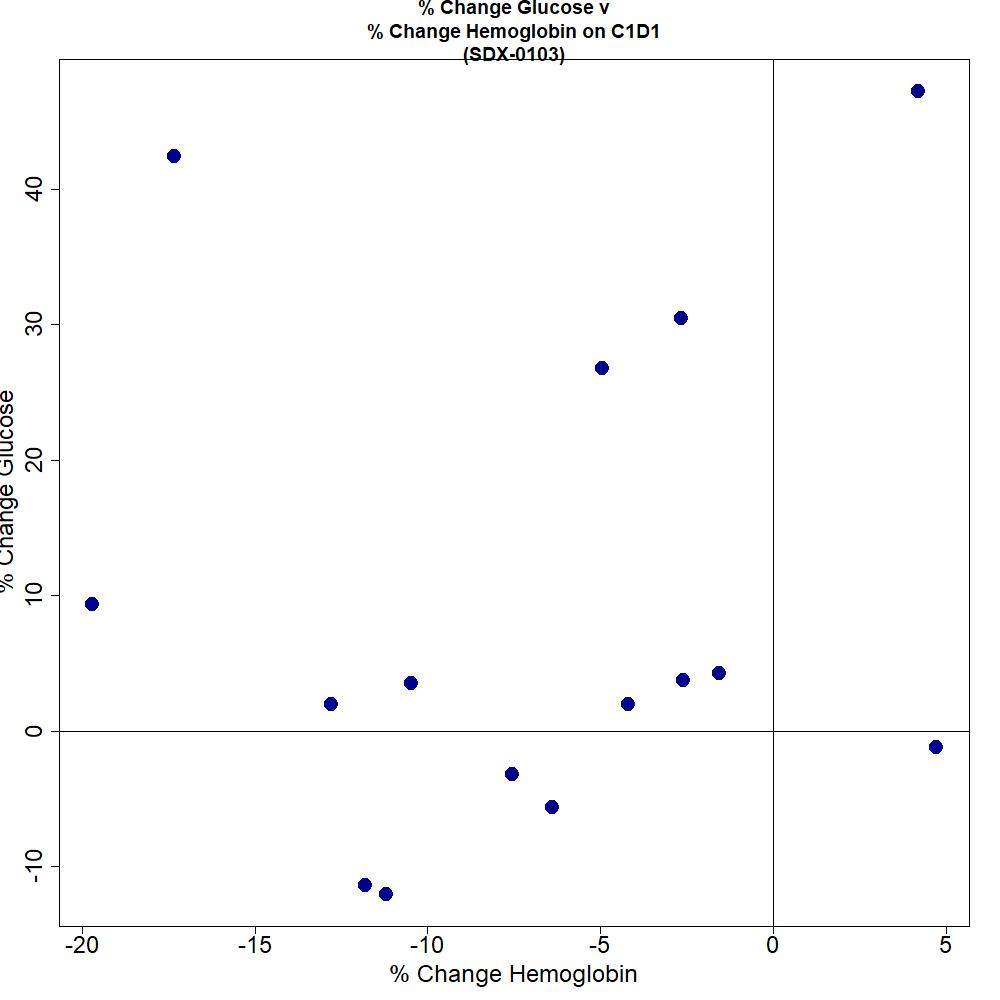 % Change Glucose v
% Change Hemoglobin on C1D1
(SDX-0103)
% Change Glucose
40
30
20
10
0
-10
-20
-15
-10
-5
0
5
% Change Hemoglobin